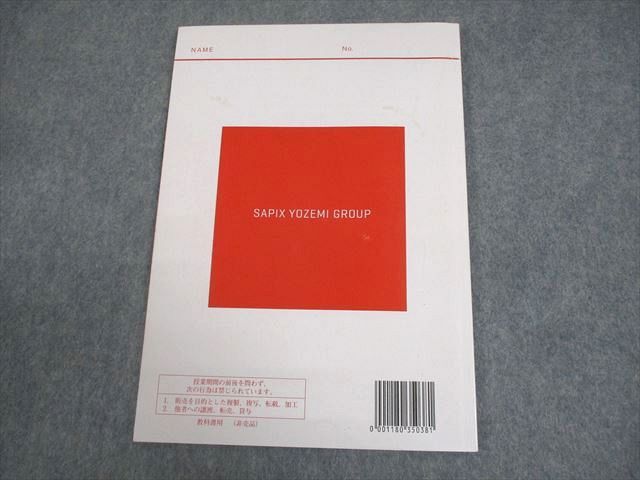 NAME No.
SAPIX YOZEMI GROUP
授業期間の前後を問わず、
次の行為は禁じられています。
1. 販売を目的とした複製、複写、転載、加工
2. 他者への譲渡、転売、貸与
教科書用 (非売品)
0 001180 350381